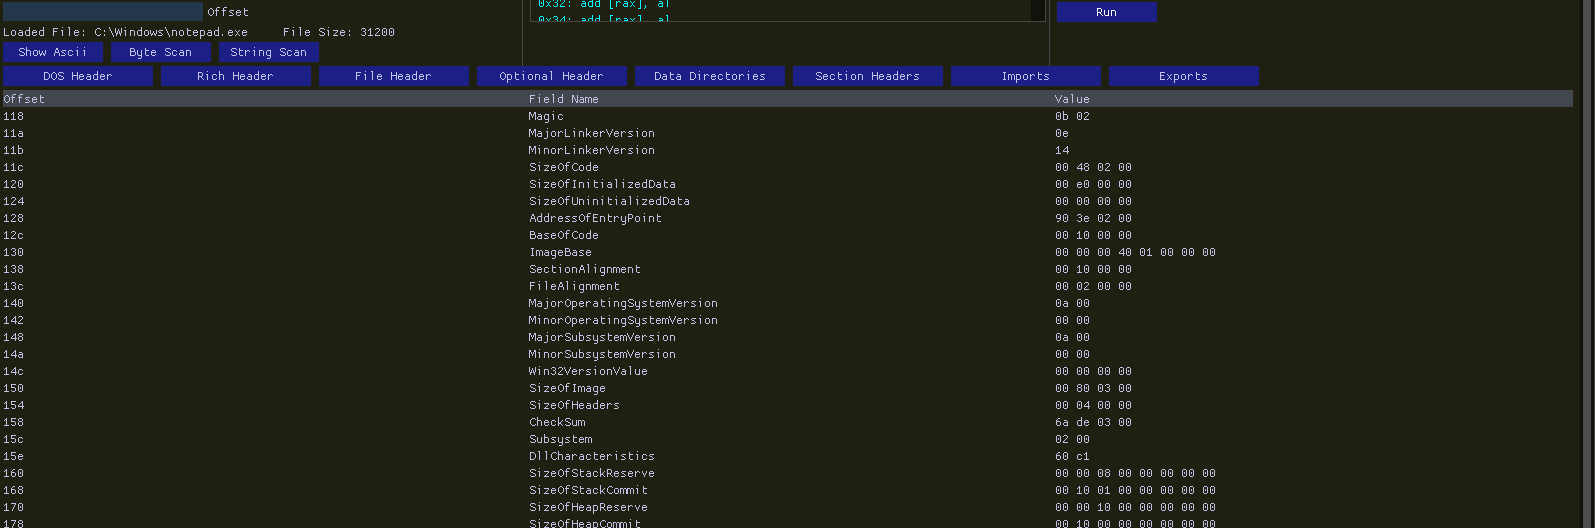 0x32: add [rax], al
Offset
0x34: add [rax], al
Run
Loaded File: C:\Windows\notepad.exe File Size: 31200
Show Ascii Byte Scan String Scan
DOS Header Rich Header File Header Optional Header Data Directories Section Headers Imports Exports
Offset Field Name Value
118 Magic 0b 02
11a MajorLinkerVersion 0e
11b MinorLinkerVersion 14
11c SizeOfCode 00 48 02 00
120 SizeOfInitializedData 00 e0 00 00
124 SizeOfUninitializedData 00 00 00 00
128 AddressOfEntryPoint 90 3e 02 00
12c BaseOfCode 00 10 00 00
130 ImageBase 00 00 00 40 01 00 00 00
138 SectionAlignment 00 10 00 00
13c FileAlignment 00 02 00 00
140 MajorOperatingSystemVersion 0a 00
142 MinorOperatingSystemVersion 00 00
148 MajorSubsystemVersion 0a 00
14a MinorSubsystemVersion 00 00
14c Win32VersionValue 00 00 00 00
150 SizeOfImage 00 80 03 00
154 SizeOfHeaders 00 04 00 00
158 CheckSum 6a de 03 00
15c Subsystem 02 00
15e DllCharacteristics 60 c1
160 SizeOfStackReserve 00 00 08 00 00 00 00 00
168 SizeOfStackCommit 00 10 01 00 00 00 00 00
170 SizeOfHeapReserve 00 00 10 00 00 00 00 00
178 SizeOfHeapCommit 00 10 00 00 00 00 00 00